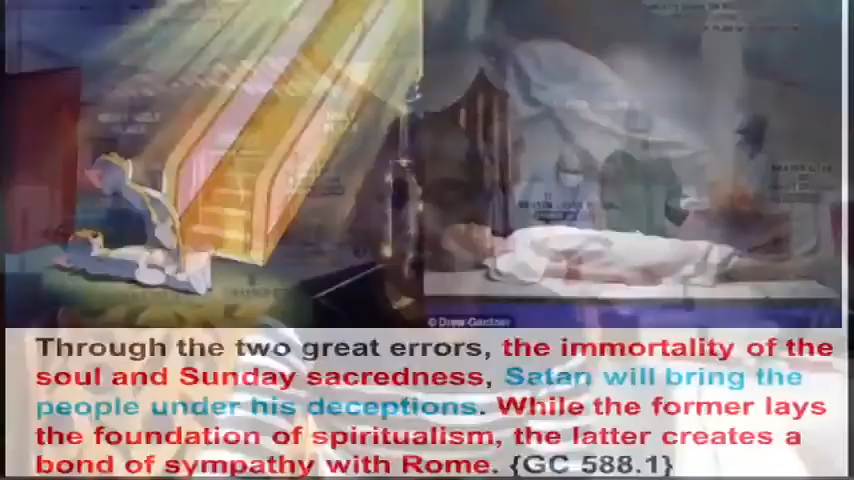 © Drew Gardner
Through the two great errors, the immortality of the
soul and Sunday sacredness, Satan will bring the
people under his deceptions. While the former lays
the foundation of spiritualism, the latter creates a
bond of sympathy with Rome. {GC 588.1}